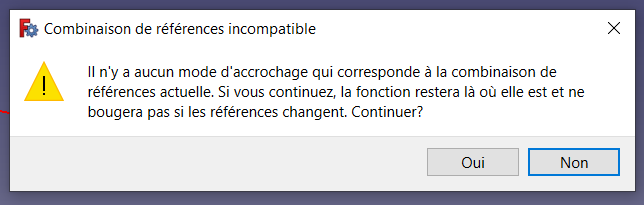 Combinaison de références incompatible
Il n'y a aucun mode d'accrochage qui corresponde à la combinaison de
références actuelle. Si vous continuez, la fonction restera là où elle est et ne
bougera pas si les références changent. Continuer?
Oui
Non